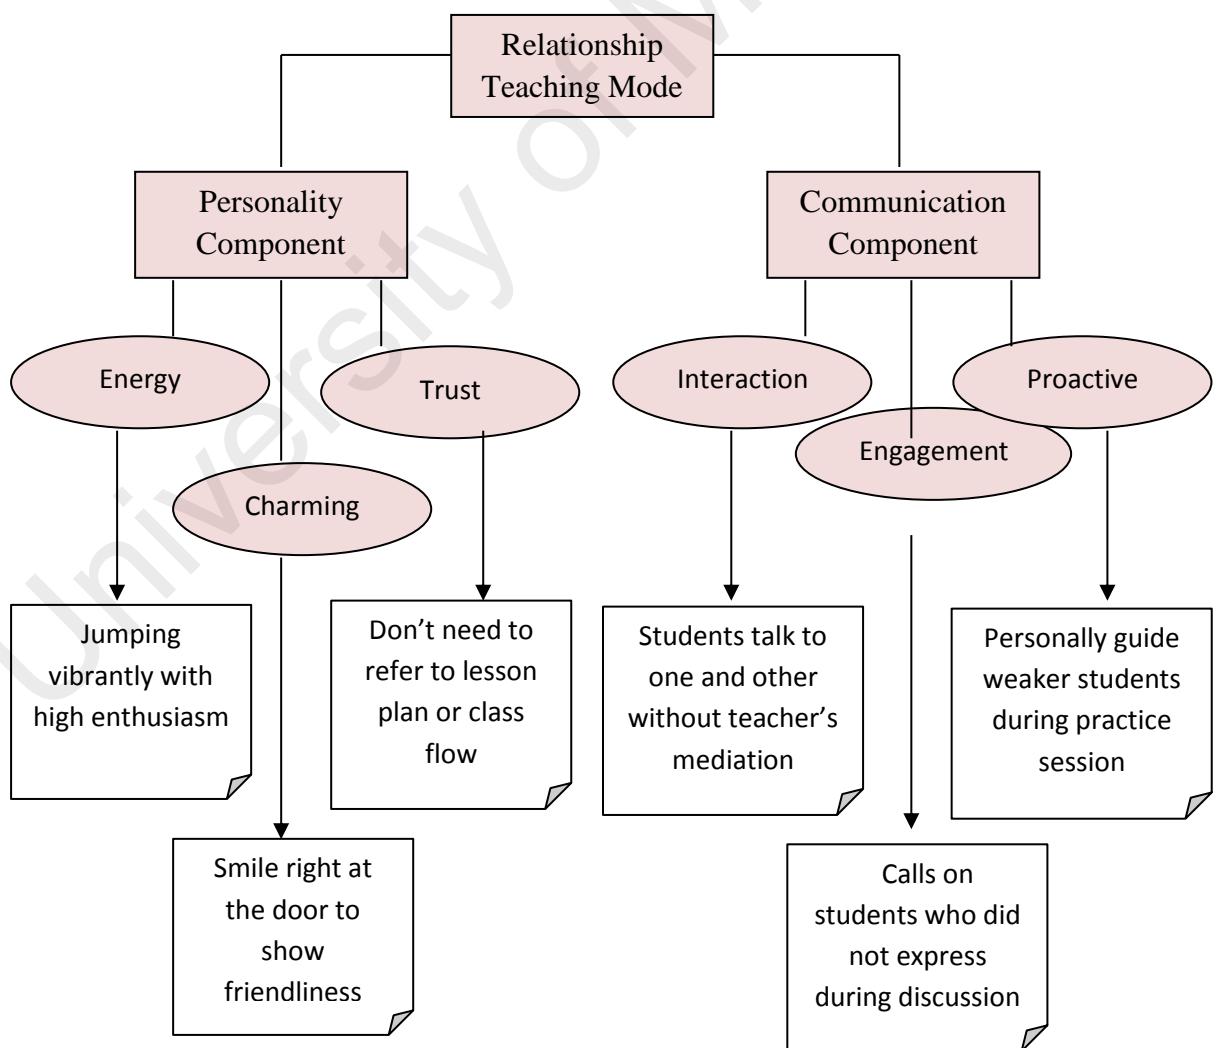 Relationship
Teaching Mode
Personality
Component
Communication
Component
Energy
Trust
Charming
Interaction
Proactive
Engagement
Jumping
vibrantly with
high enthusiasm
Don't need to
refer to lesson
plan or class
flow
Students talk to
one and other
without teacher's
mediation
Personally guide
weaker students
during practice
session
Smile right at
the door to
show
friendliness
Calls on
students who did
not express
during discussion
University of M